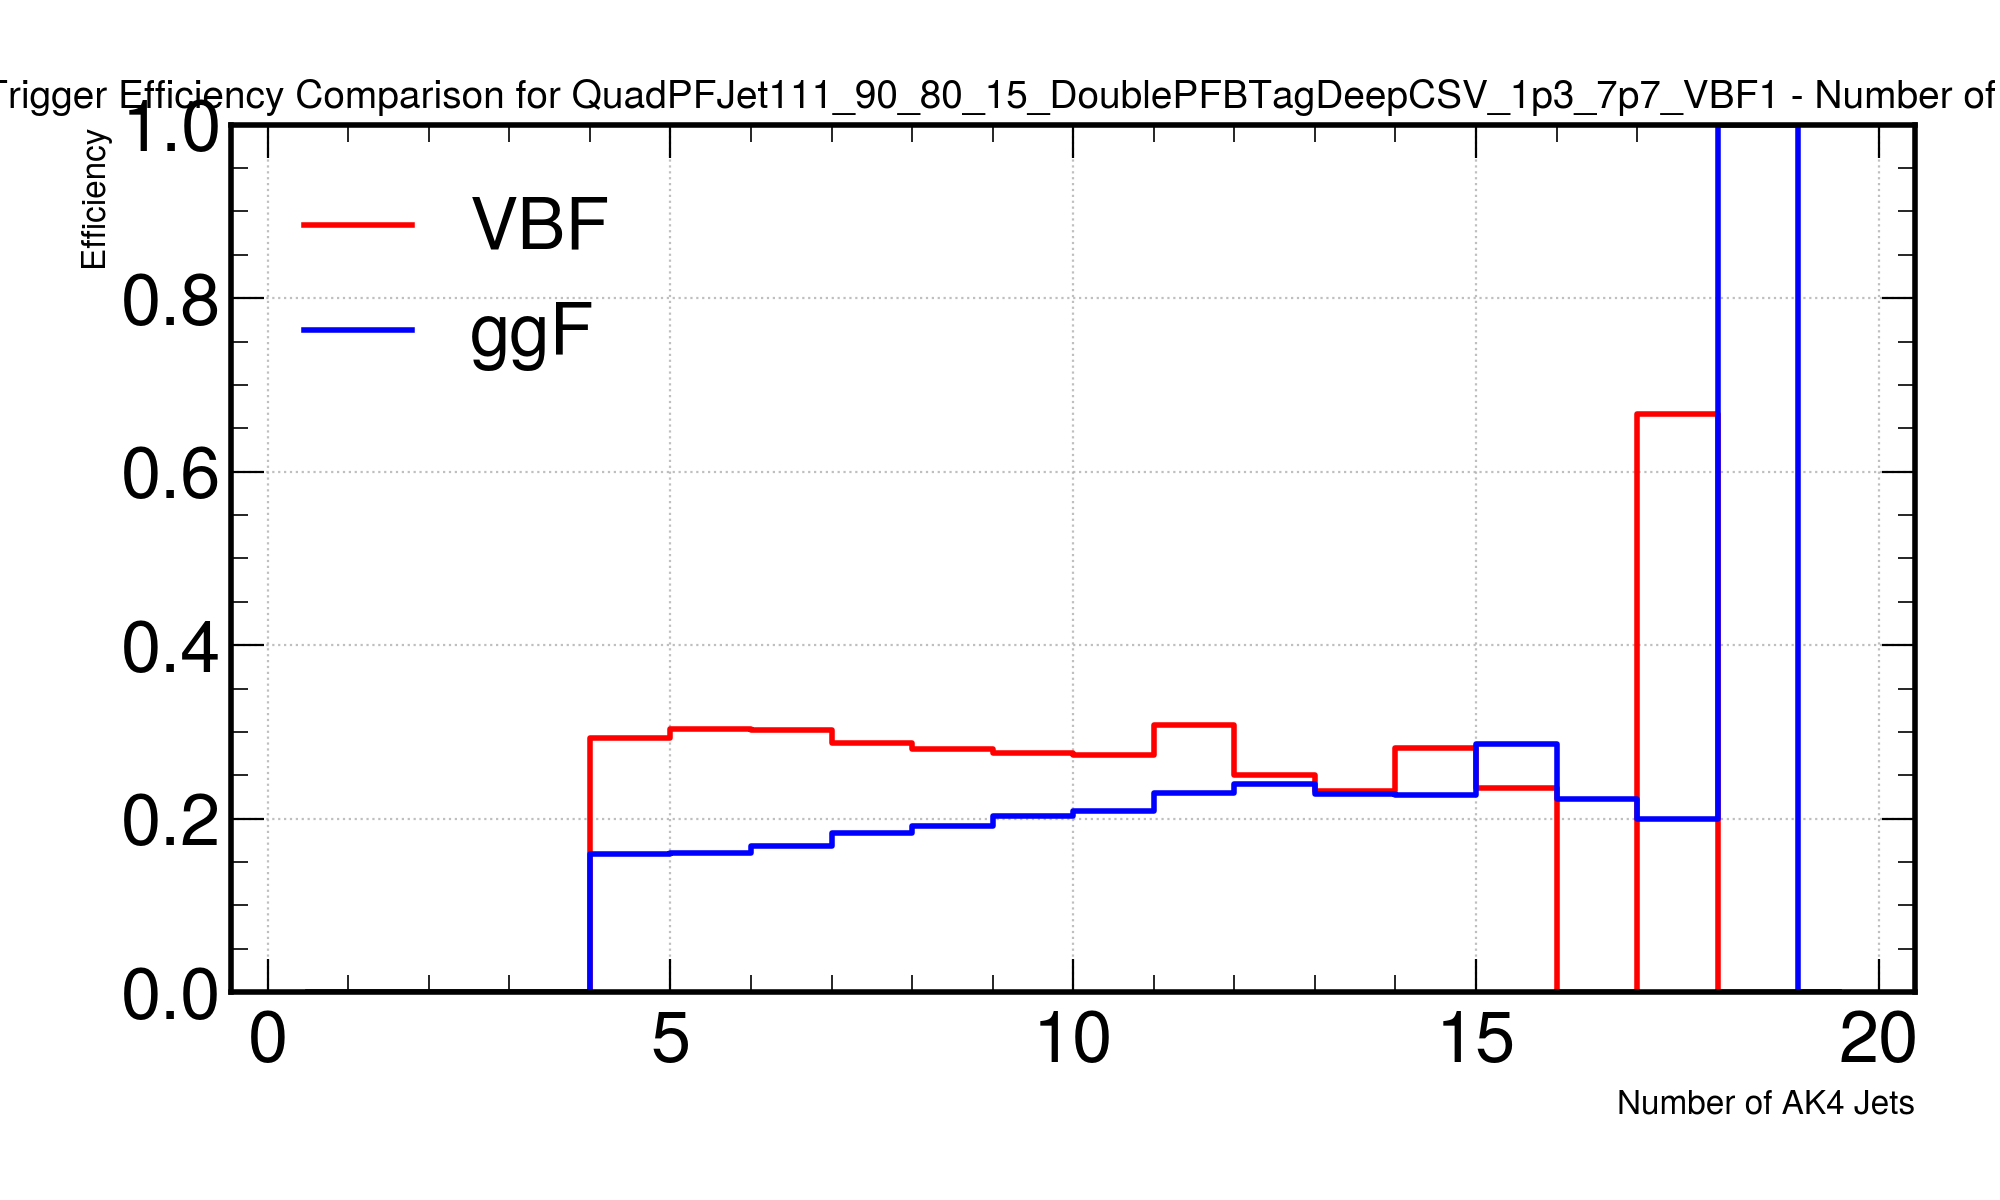 Trigger Efficiency Comparison for QuadPFJet111_90_80_15_DoublePFBTagDeepCSV_1p3_7p7_VBF1 - Number of
Efficiency
1.0
0.8
0.6
0.4
0.2
0.0
VBF
ggF
0 5 10 15 20
Number of AK4 Jets